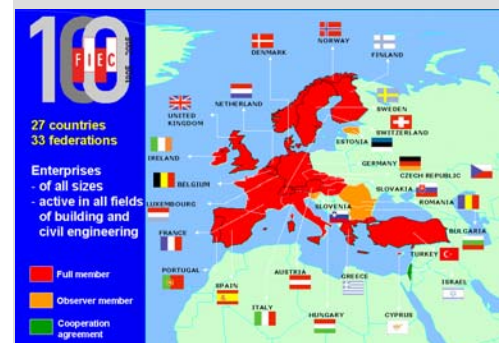 100
FIEC
27 countries
33 federations
Enterprises
- of all sizes
- active in all fields
of building and
civil engineering
Full member
Observer member
Cooperation
agreement
NORWAY
DENMARK
FINLAND
NETHERLAND
SWEDEN
UNITED
KINGDOM
SWITZERLAND
ESTONIA
IRELAND
GERMANY
CZECH REPUBLIC
BELGIUM
SLOVAKIA
LUXEMBOURG
SLOVENIA
ROMANIA
FRANCE
BULGARIA
TURKEY
PORTUGAL
SPAIN
AUSTRIA
GREECE
ISRAEL
ITALY
HUNGARY
CYPRUS